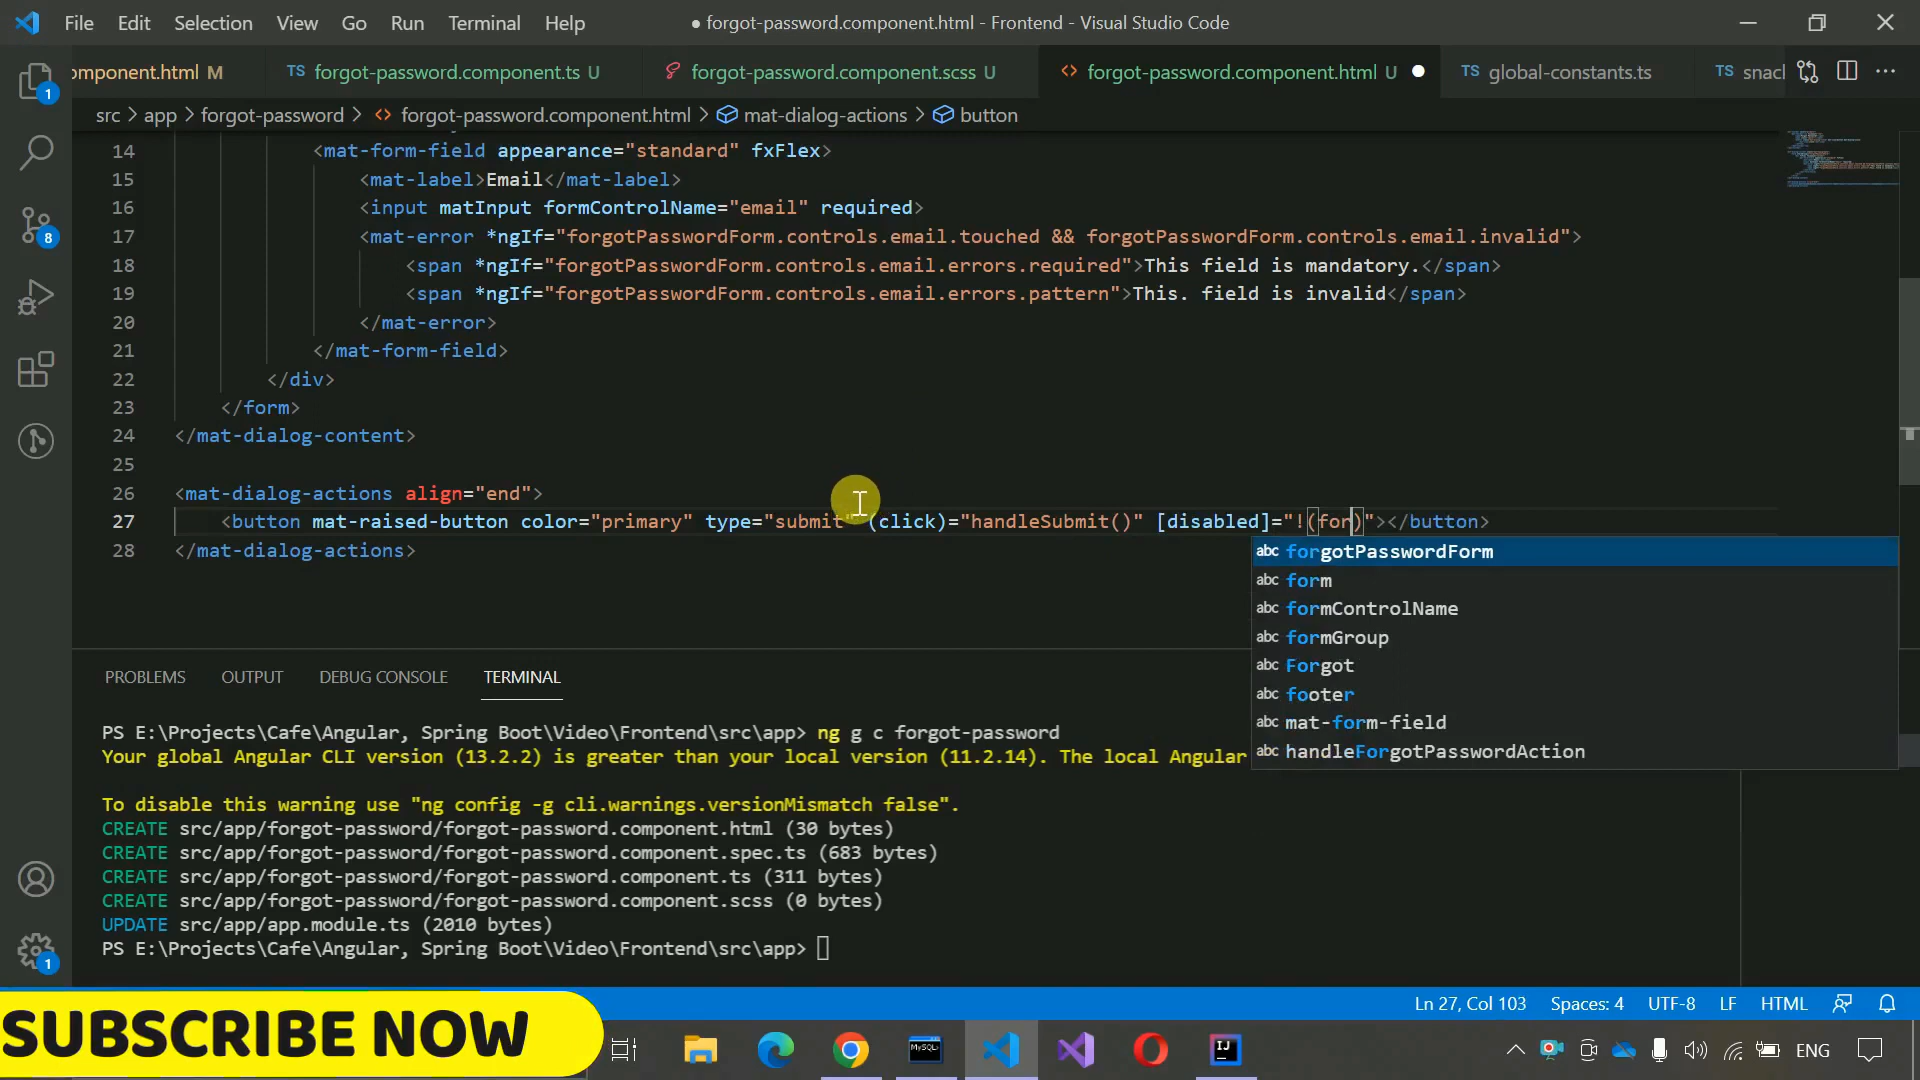 File Edit Selection View Go Run Terminal Help ● forgot-password.component.html - Frontend - Visual Studio Code
omponent.html M TS forgot-password.component.ts U forgot-password.component.scss U <> forgot-password.component.html U ● TS global-constants.ts TS snac
src > app > forgot-password > <> forgot-password.component.html > mat-dialog-actions > button
14 <mat-form-field appearance="standard" fxFlex>
15 <mat-label>Email</mat-label>
16 <input matInput formControlName="email" required>
17 <mat-error *ngIf="forgotPasswordForm.controls.email.touched && forgotPasswordForm.controls.email.invalid">
18 <span *ngIf="forgotPasswordForm.controls.email.errors.required">This field is mandatory.</span>
19 <span *ngIf="forgotPasswordForm.controls.email.errors.pattern">This. field is invalid</span>
20 </mat-error>
21 </mat-form-field>
22 </div>
23 </form>
24 </mat-dialog-content>
25
26 <mat-dialog-actions align="end">
27 <button mat-raised-button color="primary" type="submit" (click)="handleSubmit()" [disabled]="!(for)"></button>
28 </mat-dialog-actions>
abc forgotPasswordForm
abc form
abc formControlName
abc formGroup
abc Forgot
abc footer
abc mat-form-field
abc handleForgotPasswordAction
PROBLEMS OUTPUT DEBUG CONSOLE TERMINAL
PS E:\Projects\Cafe\Angular, Spring Boot\Video\Frontend\src\app> ng g c forgot-password
Your global Angular CLI version (13.2.2) is greater than your local version (11.2.14). The local Angular
To disable this warning use "ng config -g cli.warnings.versionMismatch false".
CREATE src/app/forgot-password/forgot-password.component.html (30 bytes)
CREATE src/app/forgot-password/forgot-password.component.spec.ts (683 bytes)
CREATE src/app/forgot-password/forgot-password.component.ts (311 bytes)
CREATE src/app/forgot-password/forgot-password.component.scss (0 bytes)
UPDATE src/app/app.module.ts (2010 bytes)
PS E:\Projects\Cafe\Angular, Spring Boot\Video\Frontend\src\app>
1
8
1
Ln 27, Col 103 Spaces: 4 UTF-8 LF HTML
SUBSCRIBE NOW
MySQL
IJ
ENG